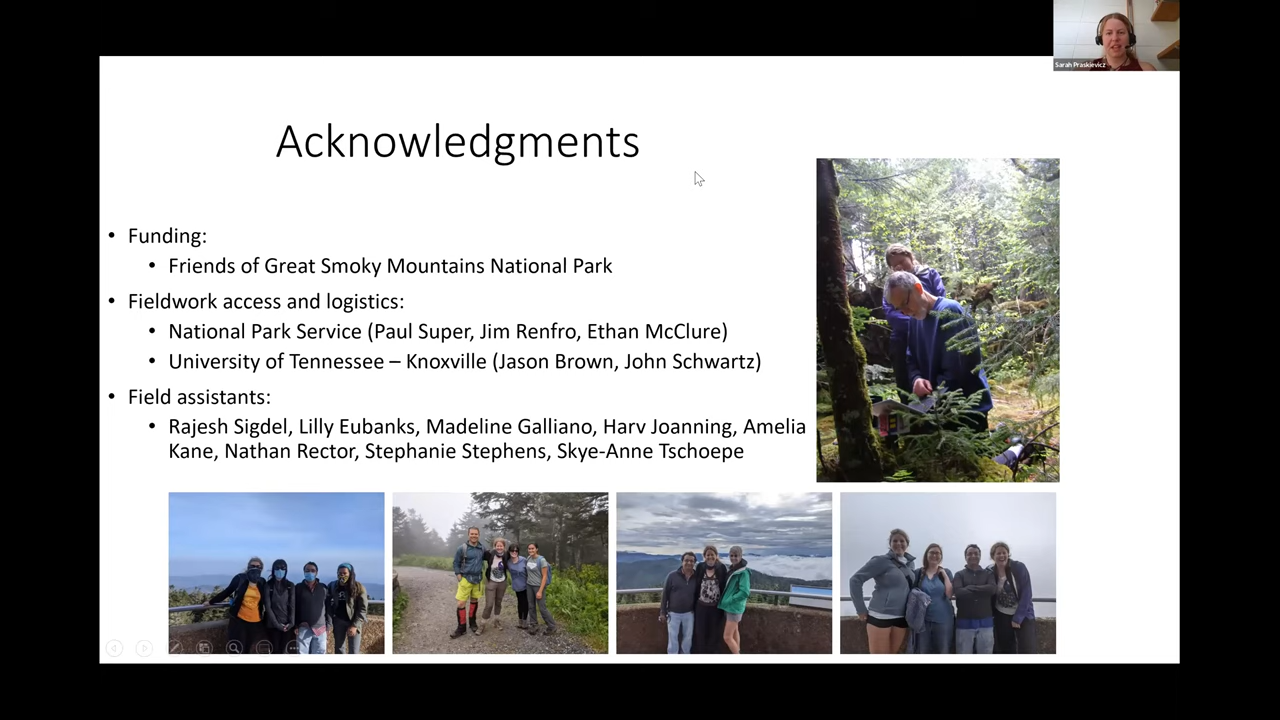 Sarah Praskievicz
Acknowledgments
• Funding:
• Friends of Great Smoky Mountains National Park
• Fieldwork access and logistics:
• National Park Service (Paul Super, Jim Renfro, Ethan McClure)
• University of Tennessee – Knoxville (Jason Brown, John Schwartz)
• Field assistants:
• Rajesh Sigdel, Lilly Eubanks, Madeline Galliano, Harv Joanning, Amelia
Kane, Nathan Rector, Stephanie Stephens, Skye-Anne Tschoepe